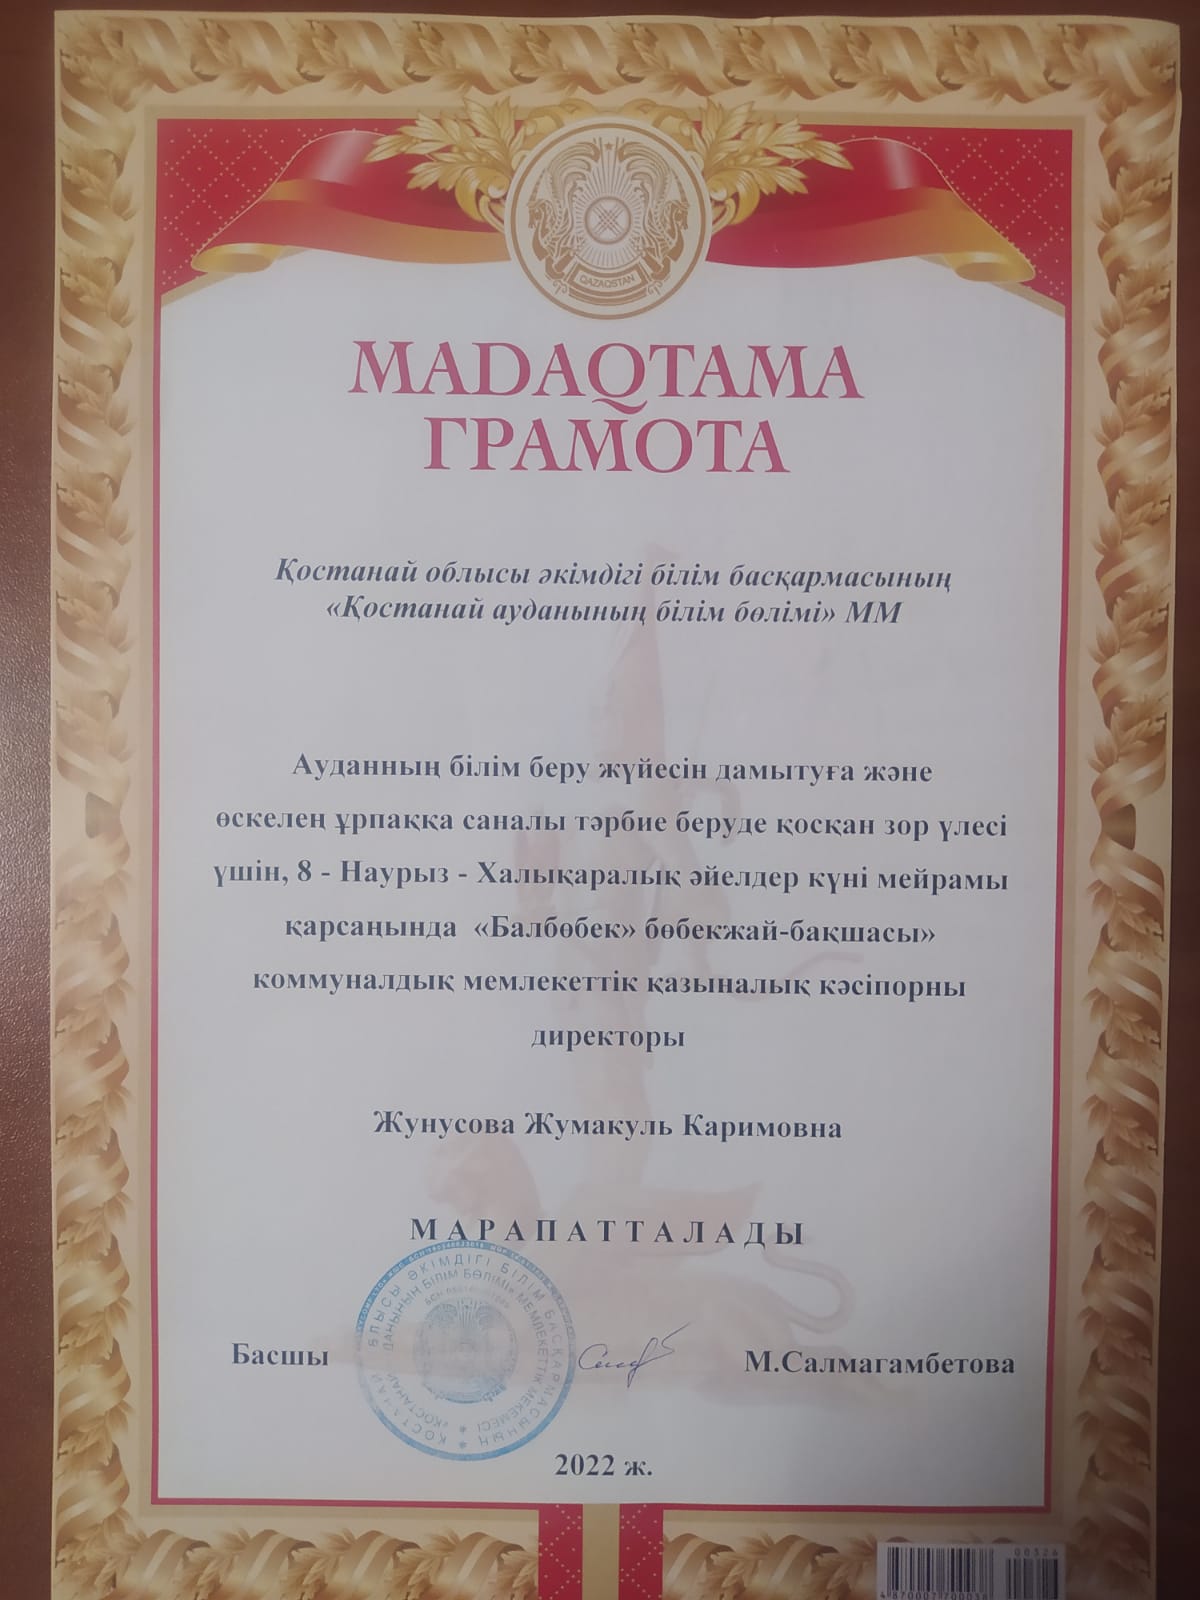 QAZAQSTAN
MADAQTAMA
ГРАМОТА
Қостанай облысы әкімдігі білім басқармасының
«Қостанай ауданының білім бөлімі» ММ
Ауданның білім беру жүйесін дамытуға және
өскелең ұрпаққа саналы тәрбие беруде қосқан зор үлесі
үшін, 8 - Наурыз - Халықаралық әйелдер күні мейрамы
қарсаңында «Балбөбек» бөбекжай-бақшасы»
коммуналдық мемлекеттік қазыналық кәсіпорны
директоры
Жунусова Жумакуль Каримовна
М А Р А П А Т Т А Л А Д Ы
Басшы
М.Салмагамбетова
2022 ж.
00326